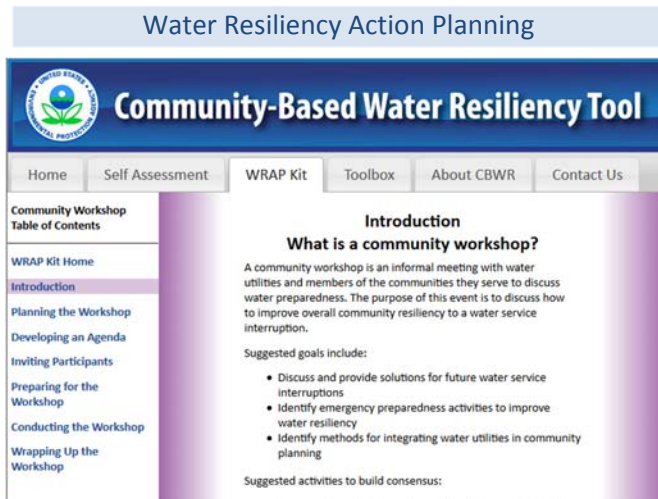 Water Resiliency Action Planning
UNITED STATES
ENVIRONMENTAL PROTECTION AGENCY
Community-Based Water Resiliency Tool
Home
Self Assessment
WRAP Kit
Toolbox
About CBWR
Contact Us
Community Workshop
Table of Contents
WRAP Kit Home
Introduction
Planning the Workshop
Developing an Agenda
Inviting Participants
Preparing for the
Workshop
Conducting the Workshop
Wrapping Up the
Workshop
Introduction
What is a community workshop?
A community workshop is an informal meeting with water
utilities and members of the communities they serve to discuss
water preparedness. The purpose of this event is to discuss how
to improve overall community resiliency to a water service
interruption.
Suggested goals include:
• Discuss and provide solutions for future water service
interruptions
• Identify emergency preparedness activities to improve
water resiliency
• Identify methods for integrating water utilities in community
planning
Suggested activities to build consensus: